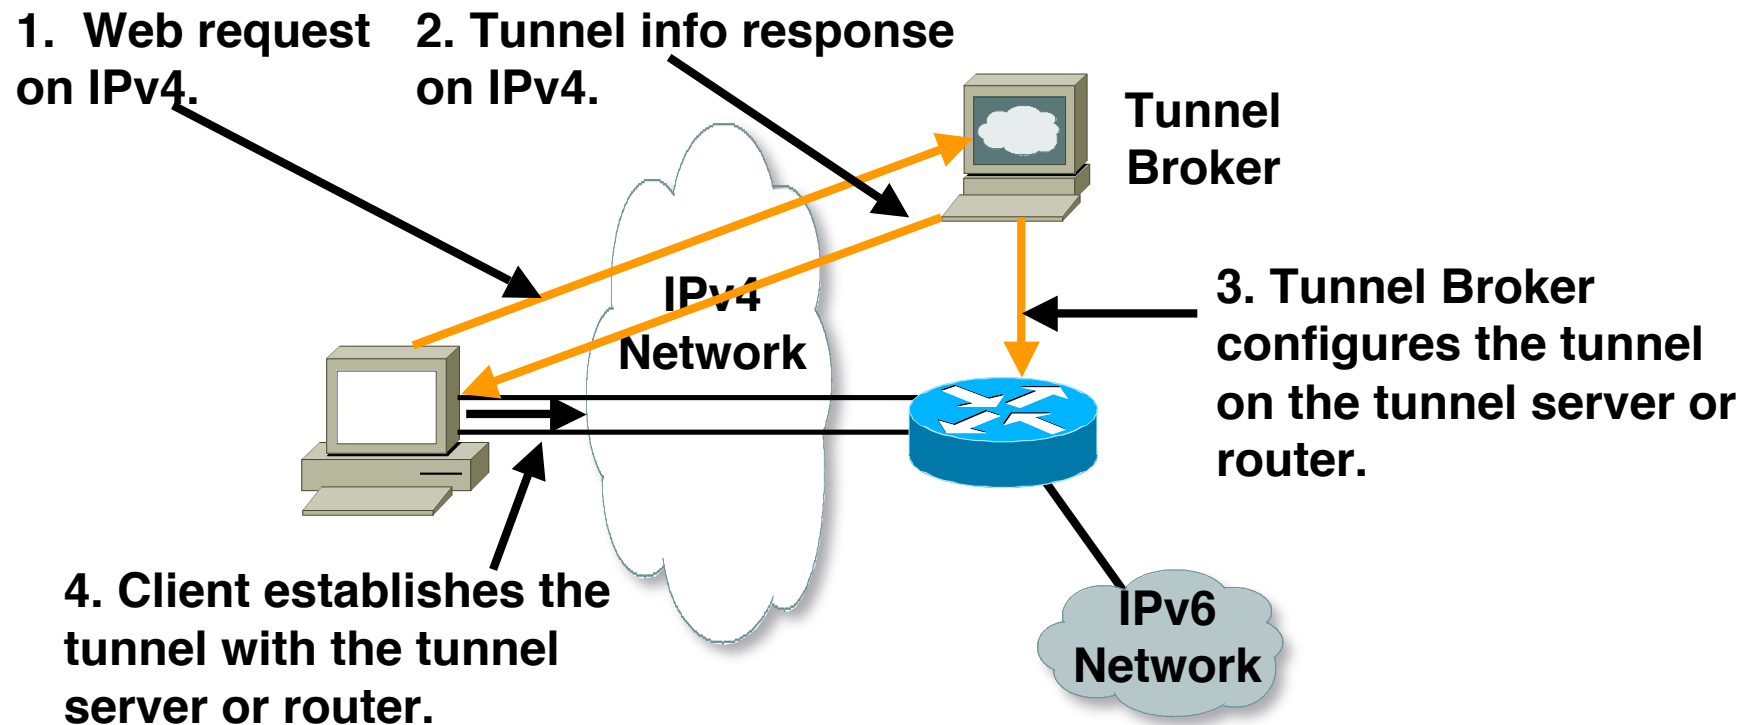 1. Web request
on IPv4.
2. Tunnel info response
on IPv4.
Tunnel
Broker
IPv4
Network
3. Tunnel Broker
configures the tunnel
on the tunnel server or
router.
4. Client establishes the
tunnel with the tunnel
server or router.
IPv6
Network